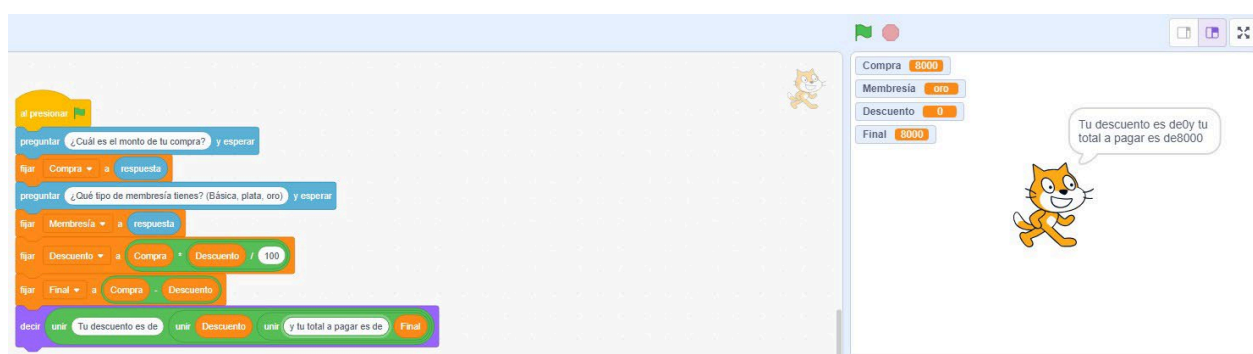 al presionar
preguntar ¿Cuál es el monto de tu compra? y esperar
fijar Compra a respuesta
preguntar ¿Qué tipo de membresía tienes? (Básica, plata, oro) y esperar
fijar Membresía a respuesta
fijar Descuento a Compra * Descuento / 100
fijar Final a Compra - Descuento
decir unir Tu descuento es de unir Descuento unir y tu total a pagar es de Final
Compra 8000
Membresía oro
Descuento 0
Final 8000
Tu descuento es de0y tu
total a pagar es de8000